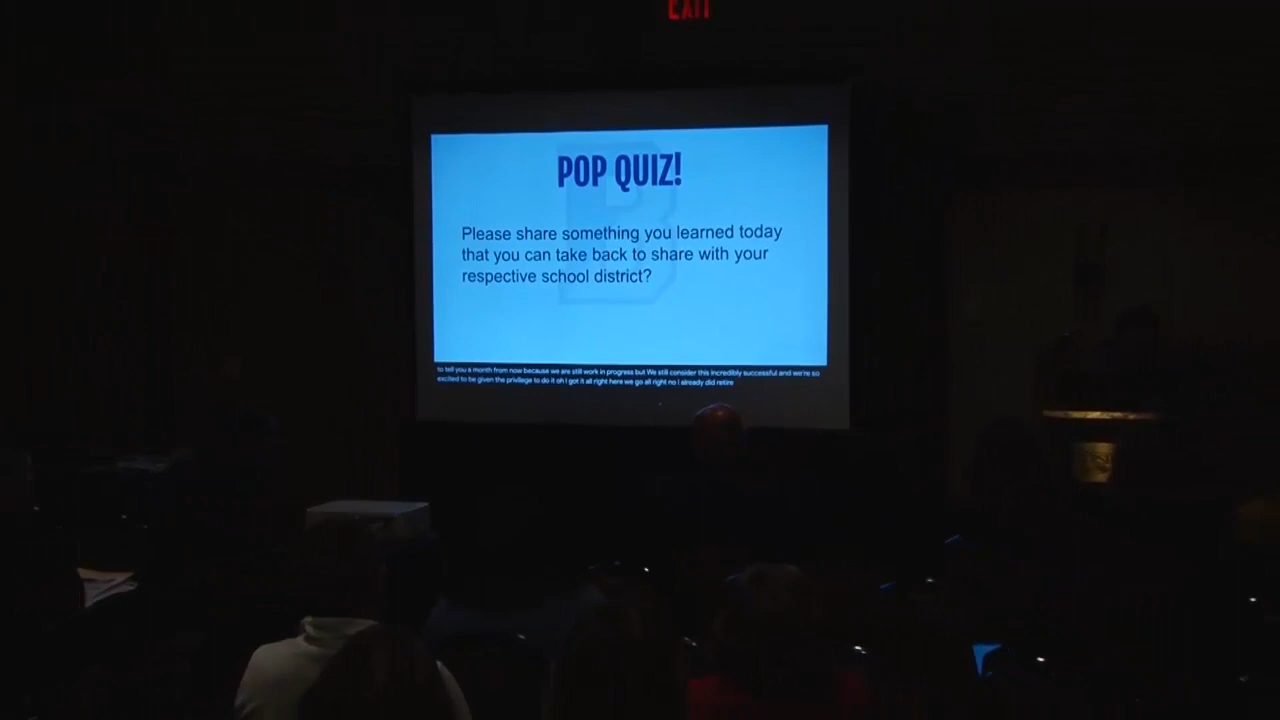 EXIT
POP QUIZ!
B
Please share something you learned today
that you can take back to share with your
respective school district?
to tell you a month from now because we are still work in progress but We still consider this incredibly successful and we're so
excited to be given the privilege to do it oh I got it all right here we go all right no I already did retire